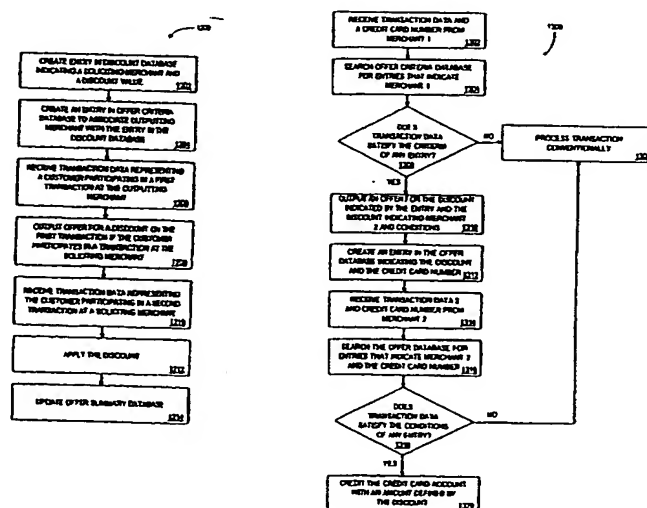 CREATE ENTRY IN DISCOUNT DATABASE
INDICATING A SOLICITING MERCHANT AND
A DISCOUNT VALUE
CREATE AN ENTRY IN OFFER CRITERIA
DATABASE TO ASSOCIATE OUTPUTTING
MERCHANT WITH THE ENTRY IN THE
DISCOUNT DATABASE
RECEIVE TRANSACTION DATA REPRESENTING
A CUSTOMER PARTICIPATING IN A FIRST
TRANSACTION AT THE OUTPUTTING
MERCHANT
OUTPUT OFFER FOR A DISCOUNT ON THE
FIRST TRANSACTION IF THE CUSTOMER
PARTICIPATES IN A TRANSACTION AT THE
SOLICITING MERCHANT
RECEIVE TRANSACTION DATA REPRESENTING
THE CUSTOMER PARTICIPATING IN A SECOND
TRANSACTION AT A SOLICITING MERCHANT
APPLY THE DISCOUNT
UPDATE OFFER SUMMARY DATABASE
RECEIVE TRANSACTION DATA AND
A CREDIT CARD NUMBER FROM
MERCHANT 1
SEARCH OFFER CRITERIA DATABASE
FOR ENTRIES THAT INDICATE
MERCHANT 1
DOES
TRANSACTION DATA
SATISFY THE CRITERIA
OF ANY ENTRY?
NO
PROCESS TRANSACTION
CONVENTIONALLY
YES
OUTPUT AN OFFER FOR THE DISCOUNT
INDICATED BY THE ENTRY AND THE
DISCOUNT INDICATING MERCHANT
2 AND CONDITIONS
CREATE AN ENTRY IN THE OFFER
DATABASE INDICATING THE DISCOUNT
AND THE CREDIT CARD NUMBER
RECEIVE TRANSACTION DATA 2
AND CREDIT CARD NUMBER FROM
MERCHANT 2
SEARCH THE OFFER DATABASE FOR
ENTRIES THAT INDICATE MERCHANT 2
AND THE CREDIT CARD NUMBER
DOES
TRANSACTION DATA
SATISFY THE CONDITIONS
OF ANY ENTRY?
NO
YES
CREDIT THE CREDIT CARD ACCOUNT
WITH AN AMOUNT DEFINED BY
THE DISCOUNT